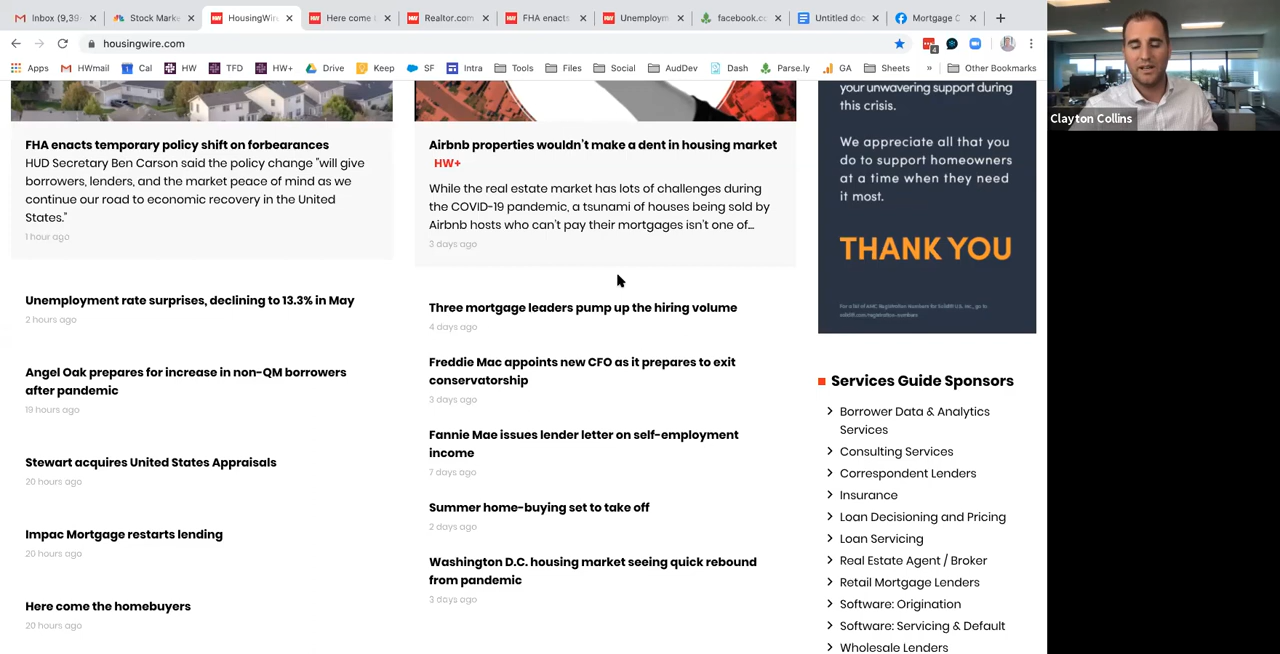 Inbox (9,39
Stock Marke
HousingWire
Here come t
Realtor.com
FHA enacts
Unemploym
facebook.co
Untitled doc
Mortgage C
housingwire.com
4
Apps
HWmail
1
Cal
HW
TFD
HW+
Drive
Keep
SF
Intra
Tools
Files
Social
AudDev
Dash
Parse.ly
GA
Sheets
»
Other Bookmarks
Clayton Collins
FHA enacts temporary policy shift on forbearances
HUD Secretary Ben Carson said the policy change "will give
borrowers, lenders, and the market peace of mind as we
continue our road to economic recovery in the United
States."
1 hour ago
Unemployment rate surprises, declining to 13.3% in May
2 hours ago
Angel Oak prepares for increase in non-QM borrowers
after pandemic
19 hours ago
Stewart acquires United States Appraisals
20 hours ago
Impac Mortgage restarts lending
20 hours ago
Here come the homebuyers
20 hours ago
Airbnb properties wouldn't make a dent in housing market
HW+
While the real estate market has lots of challenges during
the COVID-19 pandemic, a tsunami of houses being sold by
Airbnb hosts who can't pay their mortgages isn't one of...
3 days ago
Three mortgage leaders pump up the hiring volume
4 days ago
Freddie Mac appoints new CFO as it prepares to exit
conservatorship
3 days ago
Fannie Mae issues lender letter on self-employment
income
7 days ago
Summer home-buying set to take off
2 days ago
Washington D.C. housing market seeing quick rebound
from pandemic
3 days ago
your unwavering support during
this crisis.
We appreciate all that you
do to support homeowners
at a time when they need
it most.
THANK YOU
Services Guide Sponsors
Borrower Data & Analytics
Services
Consulting Services
Correspondent Lenders
Insurance
Loan Decisioning and Pricing
Loan Servicing
Real Estate Agent / Broker
Retail Mortgage Lenders
Software: Origination
Software: Servicing & Default
Wholesale Lenders